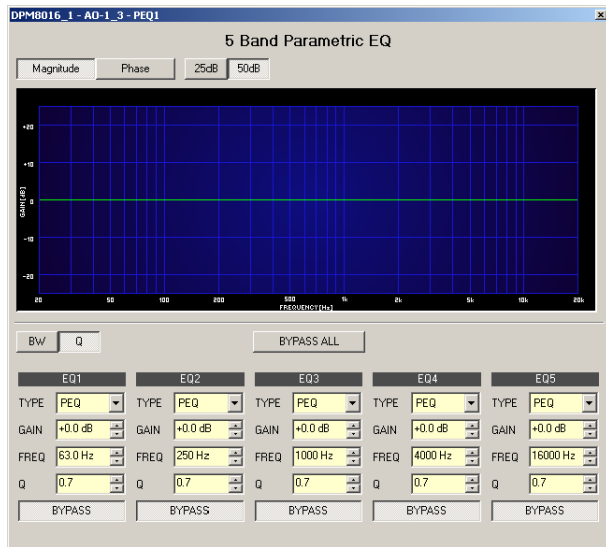 DPM8016_1 - AO-1_3 - PEQ1
5 Band Parametric EQ
Magnitude Phase 25dB 50dB
+20
+10
0
-10
-20
GAIN[dB]
20 50 100 200 500 1k 2k 5k 10k 20k
FREQUENCY[Hz]
BW Q BYPASS ALL
EQ1 EQ2 EQ3 EQ4 EQ5
TYPE PEQ TYPE PEQ TYPE PEQ TYPE PEQ TYPE PEQ
GAIN +0.0 dB GAIN +0.0 dB GAIN +0.0 dB GAIN +0.0 dB GAIN +0.0 dB
FREQ 63.0 Hz FREQ 250 Hz FREQ 1000 Hz FREQ 4000 Hz FREQ 16000 Hz
Q 0.7 Q 0.7 Q 0.7 Q 0.7 Q 0.7
BYPASS BYPASS BYPASS BYPASS BYPASS